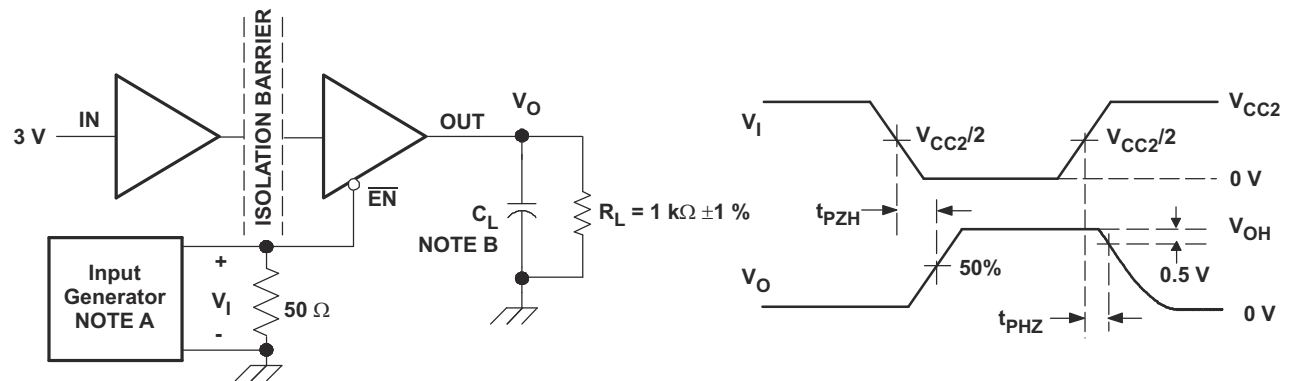 ISOLATION BARRIER
3 V
IN
OUT
V_O
EN
C_L
NOTE B
R_L = 1 kΩ ±1 %
Input
Generator
NOTE A
+
V_I
-
50 Ω
V_I
V_CC2/2
V_CC2/2
V_CC2
0 V
t_PZH
V_OH
V_O
50%
0.5 V
t_PHZ
0 V